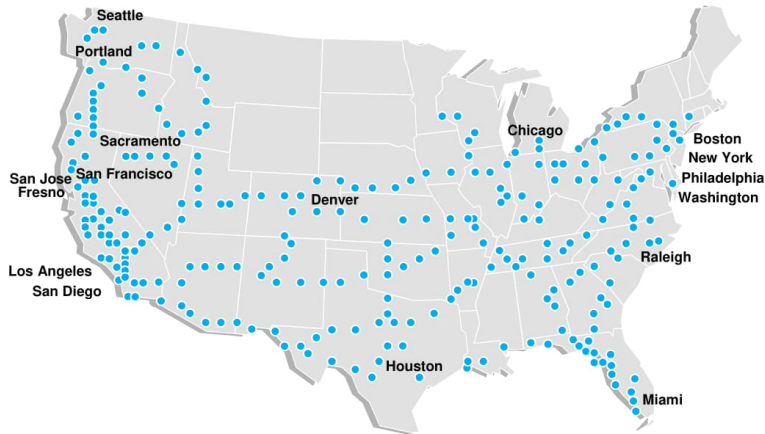 Seattle
Portland
Sacramento
San Jose
San Francisco
Fresno
Los Angeles
San Diego
Denver
Houston
Chicago
Boston
New York
Philadelphia
Washington
Raleigh
Miami